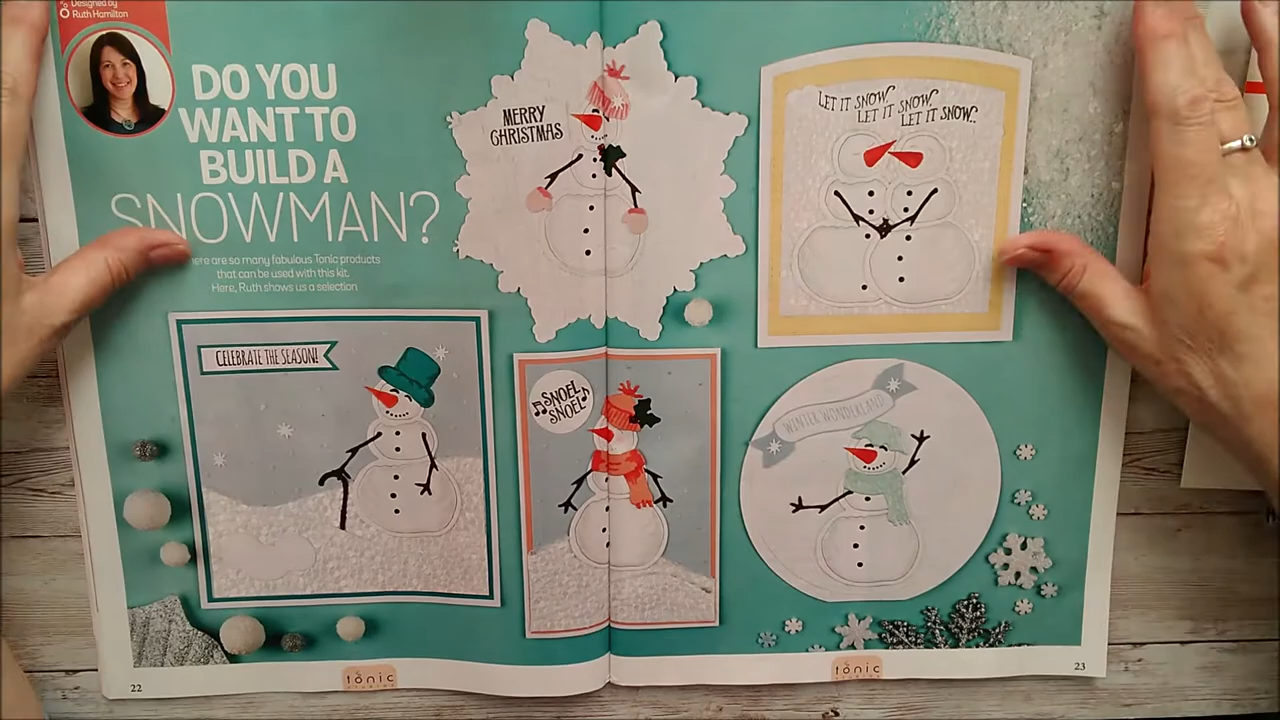 Designed by
Ruth Hamilton
DO YOU
WANT TO
BUILD A
SNOWMAN?
here are so many fabulous Tonic products
that can be used with this kit.
Here, Ruth shows us a selection
MERRY
CHRISTMAS
LET IT SNOW,
LET IT SNOW,
LET IT SNOW..
CELEBRATE THE SEASON!
SNOEL
SNOEL
WINTER WONDERLAND
22
tonic
STUDIOS
tonic
STUDIOS
23